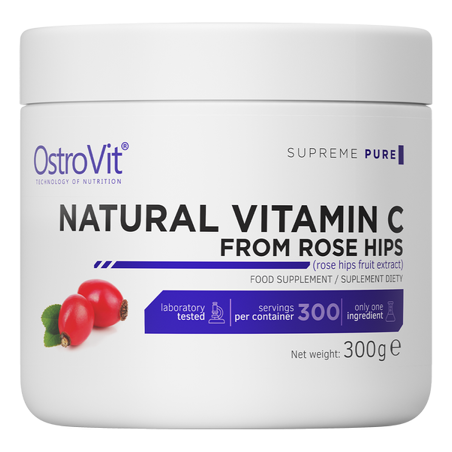 OstroVit®
TECHNOLOGY OF NUTRITION
SUPREME PURE
NATURAL VITAMIN C
FROM ROSE HIPS
(rose hips fruit extract)
FOOD SUPPLEMENT / SUPLEMENT DIETY
laboratory
tested
servings
per container 300
only one
ingredient
Net weight: 300g ℮